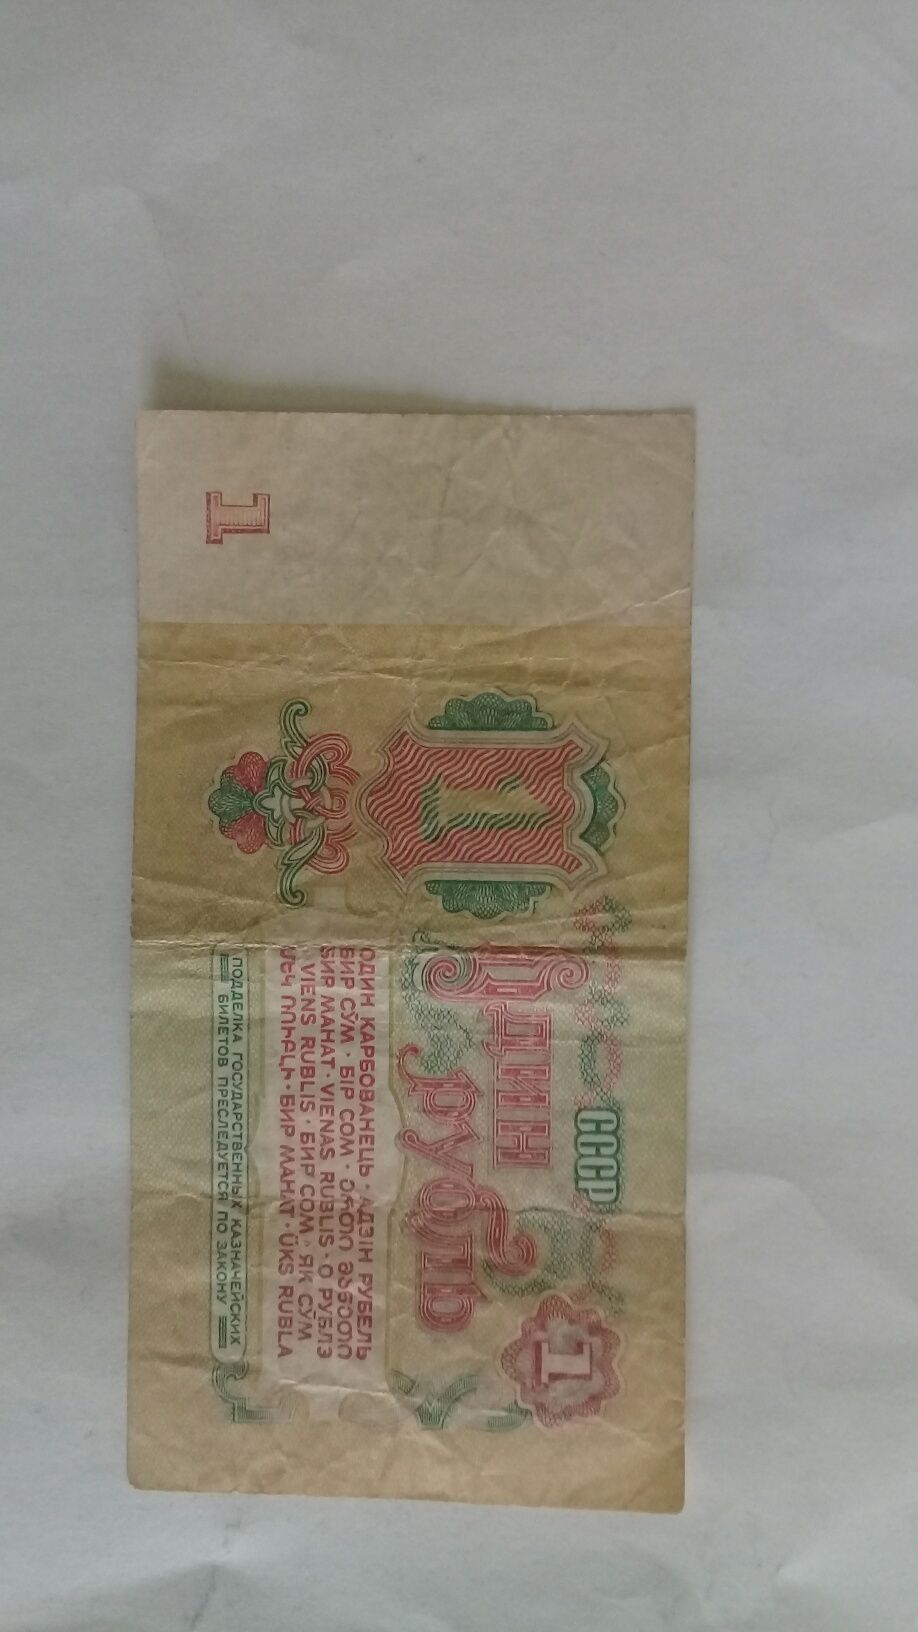 1
1
СССР
1
Один
рубль
ОДИН КАРБОВАНЕЦЬ · АДЗІН РУБЕЛЬ
БИР СЎМ · БІР СОМ · ᲔᲠᲗᲘ ᲛᲐᲜᲔᲗᲘ
БИР МАНАТ · VIENAS RUBLIS · О РУБЛЭ
VIENS RUBLIS · БИР СОМ · ЯК СЎМ
ՄԵԿ ՌՈՒԲԼԻ · БИР МАНАТ · ÜKS RUBLA
ПОДДЕЛКА ГОСУДАРСТВЕННЫХ КАЗНАЧЕЙСКИХ
БИЛЕТОВ ПРЕСЛЕДУЕТСЯ ПО ЗАКОНУ